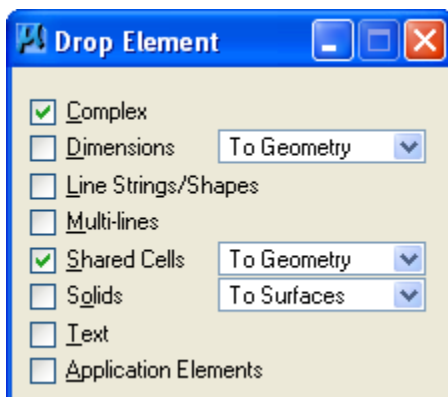 Drop Element
Complex
Dimensions To Geometry
Line Strings/Shapes
Multi-lines
Shared Cells To Geometry
Solids To Surfaces
Text
Application Elements